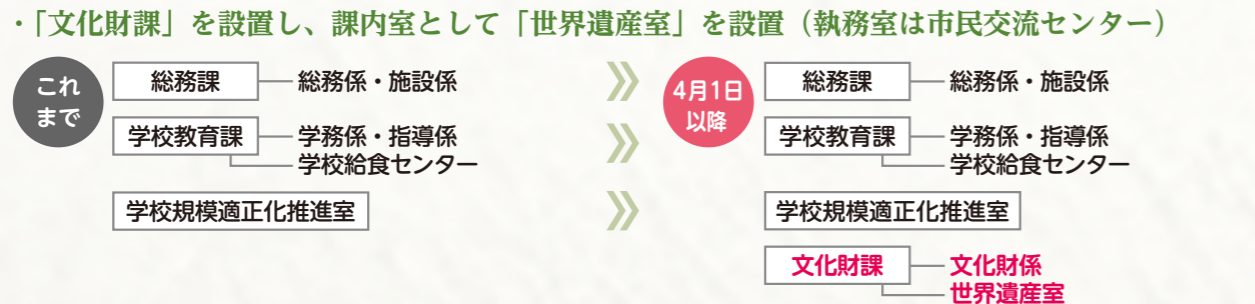 ・「文化財課」を設置し、課内室として「世界遺産室」を設置（執務室は市民交流センター）
これ
まで
総務課
総務係・施設係
学校教育課
学務係・指導係
学校給食センター
学校規模適正化推進室
4月1日
以降
総務課
総務係・施設係
学校教育課
学務係・指導係
学校給食センター
学校規模適正化推進室
文化財課
文化財係
世界遺産室